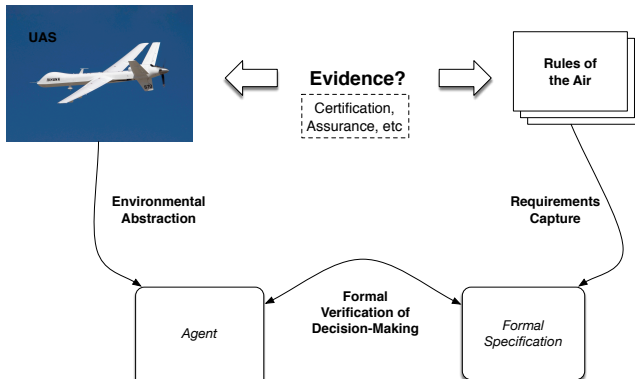 UAS
Evidence?
Certification,
Assurance, etc
Rules of
the Air
Environmental
Abstraction
Requirements
Capture
Agent
Formal
Verification of
Decision-Making
Formal
Specification